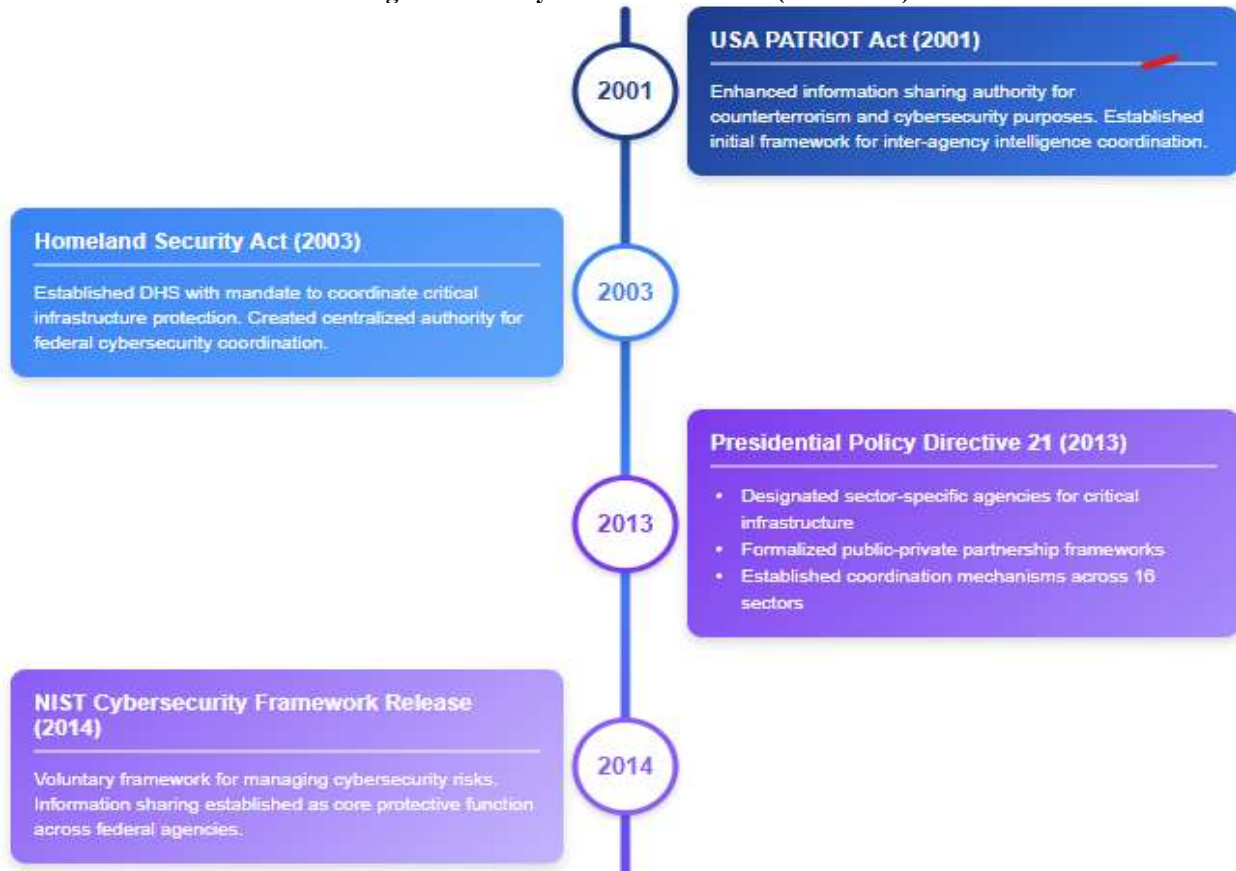 2001
USA PATRIOT Act (2001)
Enhanced information sharing authority for
counterterrorism and cybersecurity purposes. Established
initial framework for inter-agency intelligence coordination.
Homeland Security Act (2003)
Established DHS with mandate to coordinate critical
infrastructure protection. Created centralized authority for
federal cybersecurity coordination.
2003
2013
Presidential Policy Directive 21 (2013)
• Designated sector-specific agencies for critical
infrastructure
• Formalized public-private partnership frameworks
• Established coordination mechanisms across 16
sectors
NIST Cybersecurity Framework Release
(2014)
Voluntary framework for managing cybersecurity risks.
Information sharing established as core protective function
across federal agencies.
2014